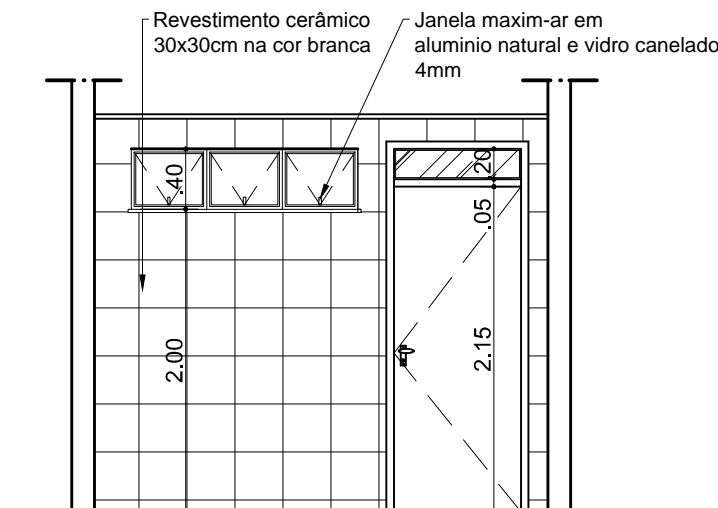 Revestimento cerâmico
30x30cm na cor branca
Janela maxim-ar em
aluminio natural e vidro canelado
4mm
.40
2.00
.20
.05
2.15